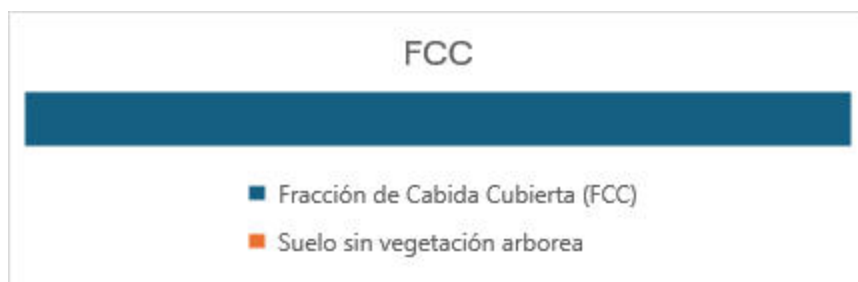 FCC
Fracción de Cabida Cubierta (FCC)
Suelo sin vegetación arborea